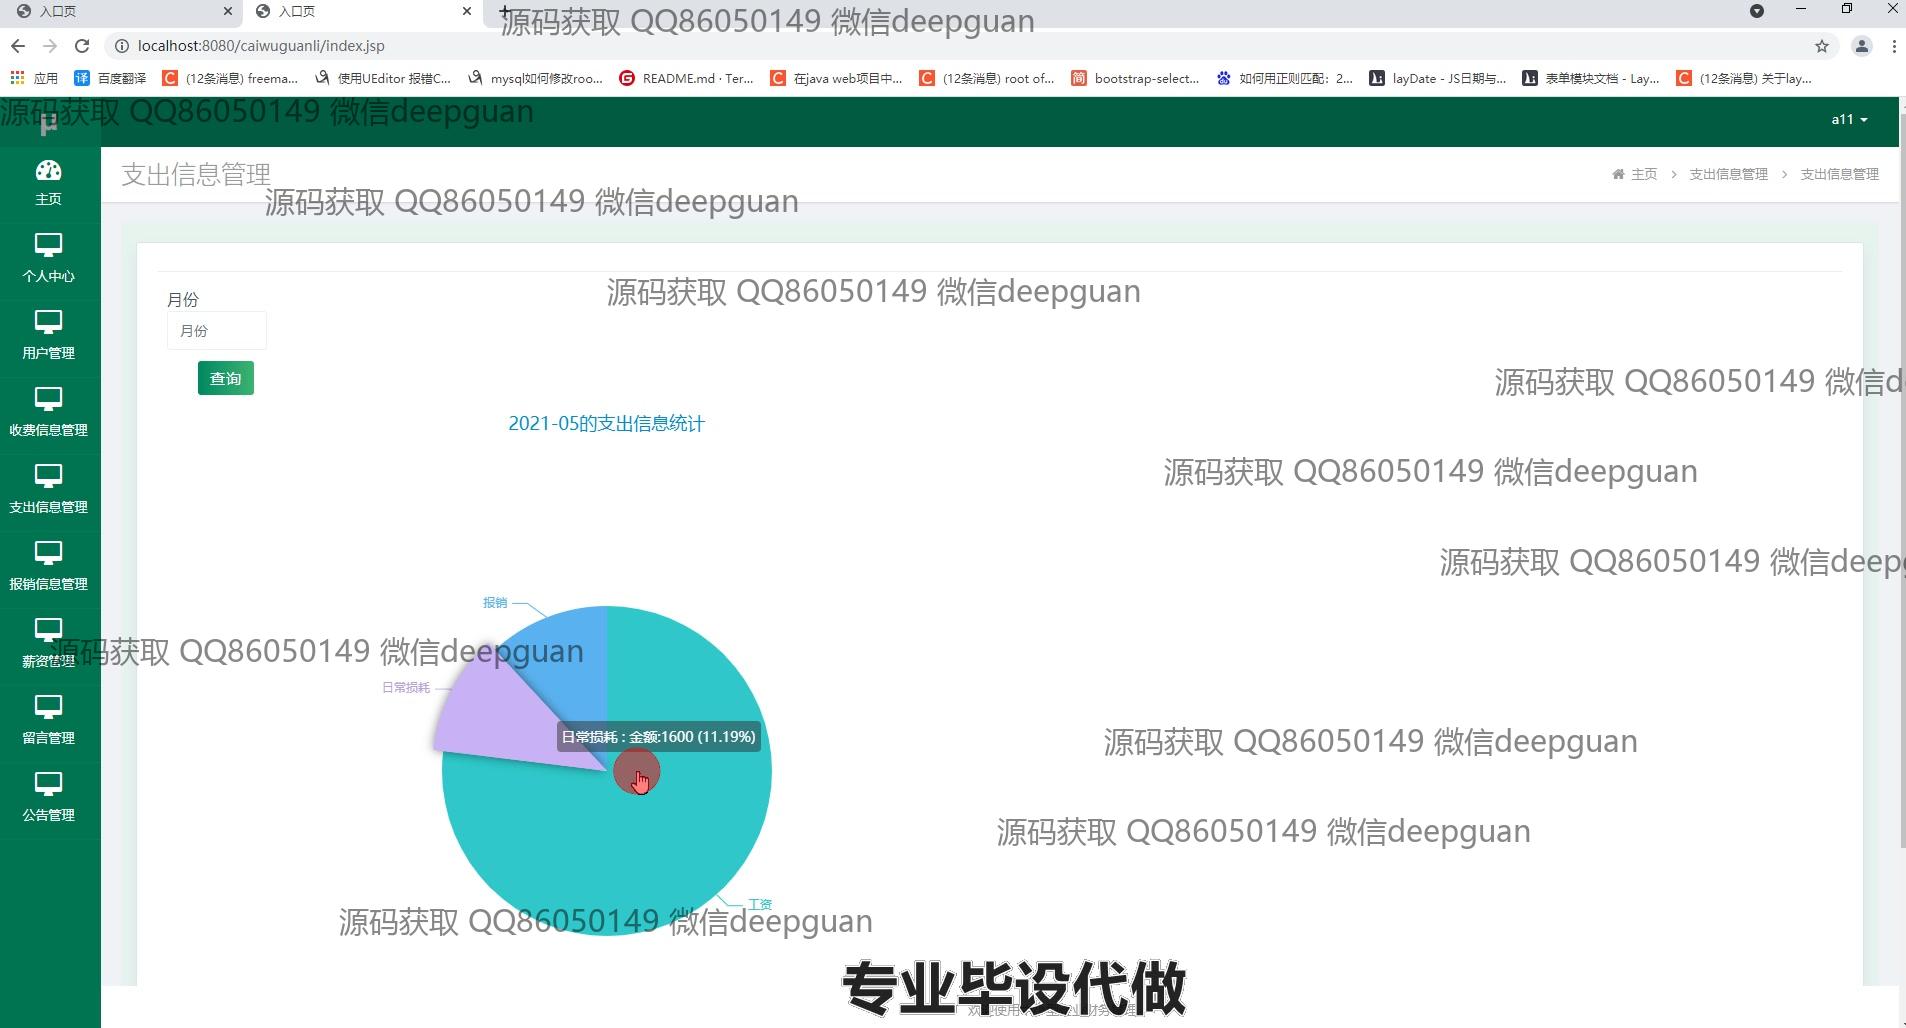 入口页
入口页
源码获取 QQ86050149 微信deepguan
localhost:8080/caiwuguanli/index.jsp
应用
百度翻译
(12条消息) freema...
使用UEditor 报错C...
mysql如何修改roo...
README.md · Ter...
在java web项目中...
(12条消息) root of...
bootstrap-select...
如何用正则匹配：2...
layDate - JS日期与...
表单模块文档 - Lay...
(12条消息) 关于lay...
源码获取 QQ86050149 微信deepguan
μ
a11
支出信息管理
主页
支出信息管理
支出信息管理
源码获取 QQ86050149 微信deepguan
主页
个人中心
用户管理
收费信息管理
支出信息管理
报销信息管理
薪资管理
留言管理
公告管理
源码获取 QQ86050149 微信deepguan
月份
月份
查询
源码获取 QQ86050149 微信d
2021-05的支出信息统计
源码获取 QQ86050149 微信deepguan
源码获取 QQ86050149 微信deep
报销
源码获取 QQ86050149 微信deepguan
日常损耗
日常损耗 : 金额:1600 (11.19%)
源码获取 QQ86050149 微信deepguan
源码获取 QQ86050149 微信deepguan
工资
源码获取 QQ86050149 微信deepguan
专业毕设代做